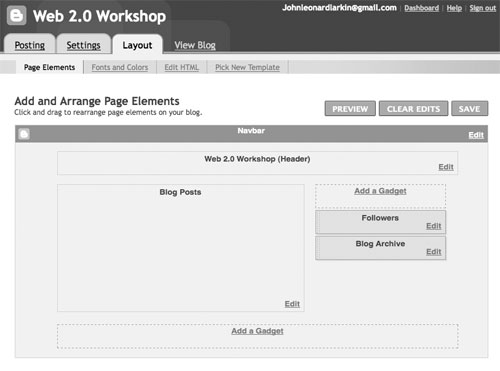 Web 2.0 Workshop
Johnleonardlarkin@gmail.com | Dashboard | Help | Sign out
Posting Settings Layout View Blog
Page Elements Fonts and Colors Edit HTML Pick New Template
Add and Arrange Page Elements
Click and drag to rearrange page elements on your blog.
PREVIEW CLEAR EDITS SAVE
Navbar
Edit
Web 2.0 Workshop (Header)
Edit
Blog Posts
Edit
Add a Gadget
Followers
Edit
Blog Archive
Edit
Add a Gadget